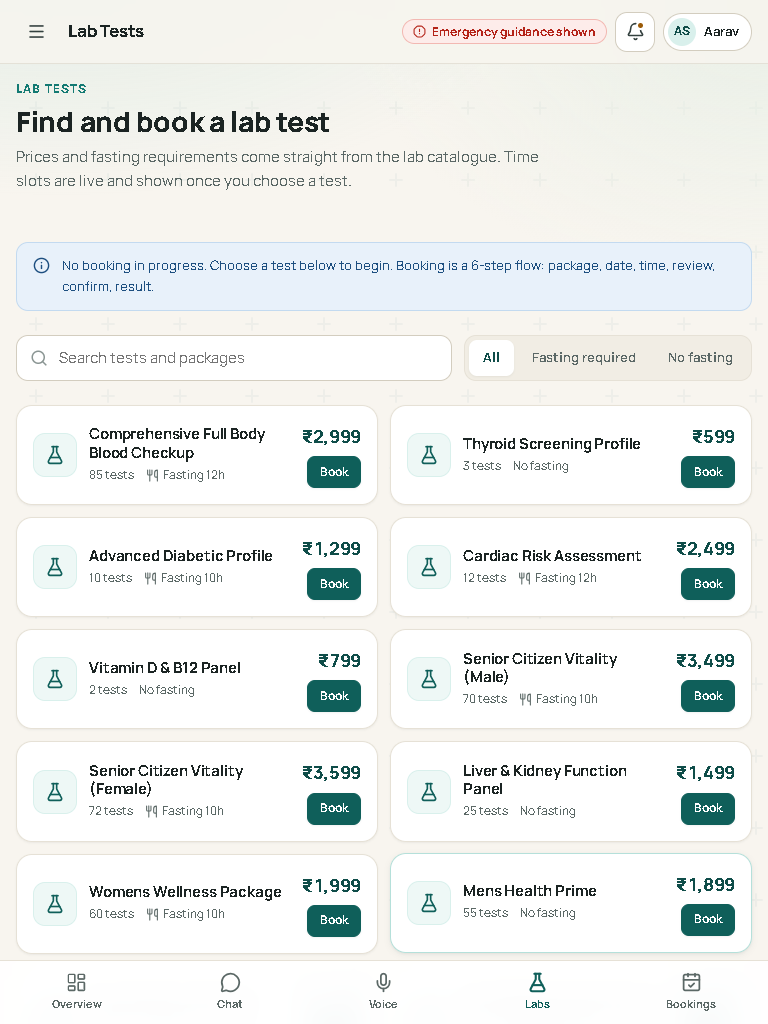 Lab Tests
Emergency guidance shown
AS
Aarav
LAB TESTS
Find and book a lab test
Prices and fasting requirements come straight from the lab catalogue. Time
slots are live and shown once you choose a test.
No booking in progress. Choose a test below to begin. Booking is a 6-step flow: package, date, time, review,
confirm, result.
Search tests and packages
All
Fasting required
No fasting
Comprehensive Full Body
Blood Checkup
85 tests Fasting 12h
₹2,999
Book
Thyroid Screening Profile
3 tests No fasting
₹599
Book
Advanced Diabetic Profile
10 tests Fasting 10h
₹1,299
Book
Cardiac Risk Assessment
12 tests Fasting 12h
₹2,499
Book
Vitamin D & B12 Panel
2 tests No fasting
₹799
Book
Senior Citizen Vitality
(Male)
70 tests Fasting 10h
₹3,499
Book
Senior Citizen Vitality
(Female)
72 tests Fasting 10h
₹3,599
Book
Liver & Kidney Function
Panel
25 tests No fasting
₹1,499
Book
Womens Wellness Package
60 tests Fasting 10h
₹1,999
Book
Mens Health Prime
55 tests No fasting
₹1,899
Book
Overview
Chat
Voice
Labs
Bookings